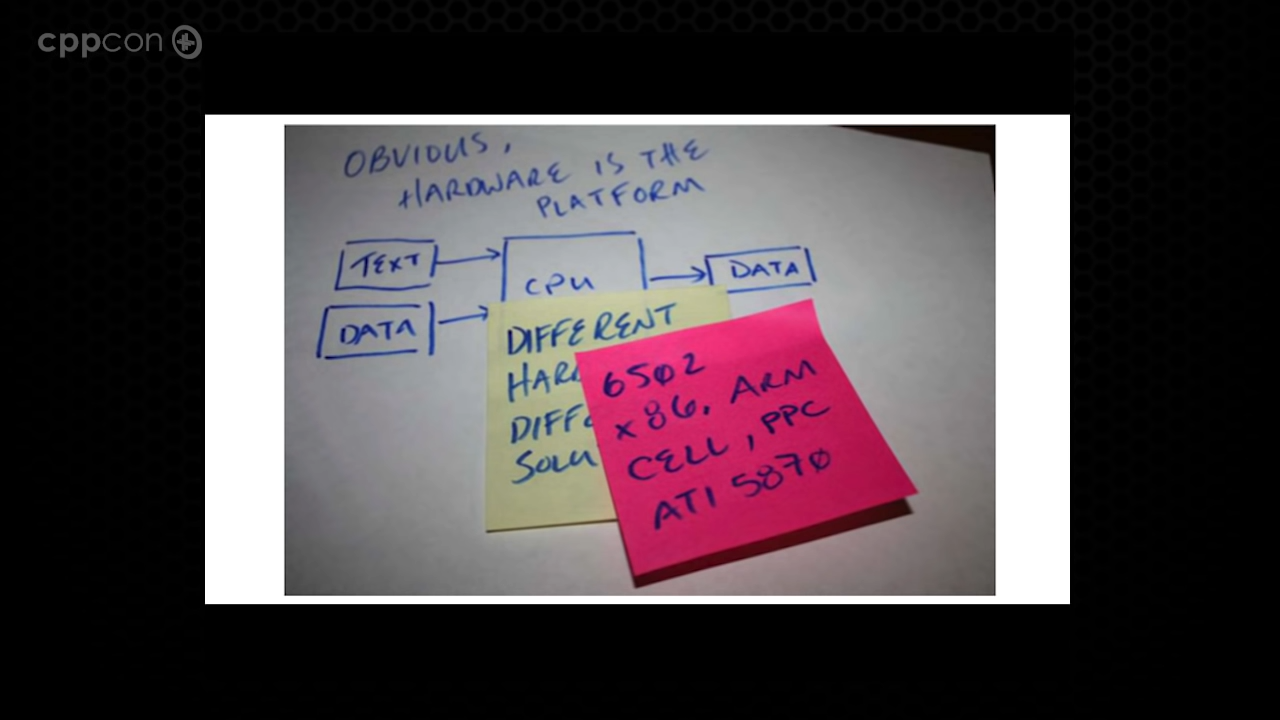 cppcon
OBVIOUS,
HARDWARE IS THE
PLATFORM
TEXT
CPU
DATA
DATA
DIFFERENT
6502
x86, ARM
CELL, PPC
ATI 5870